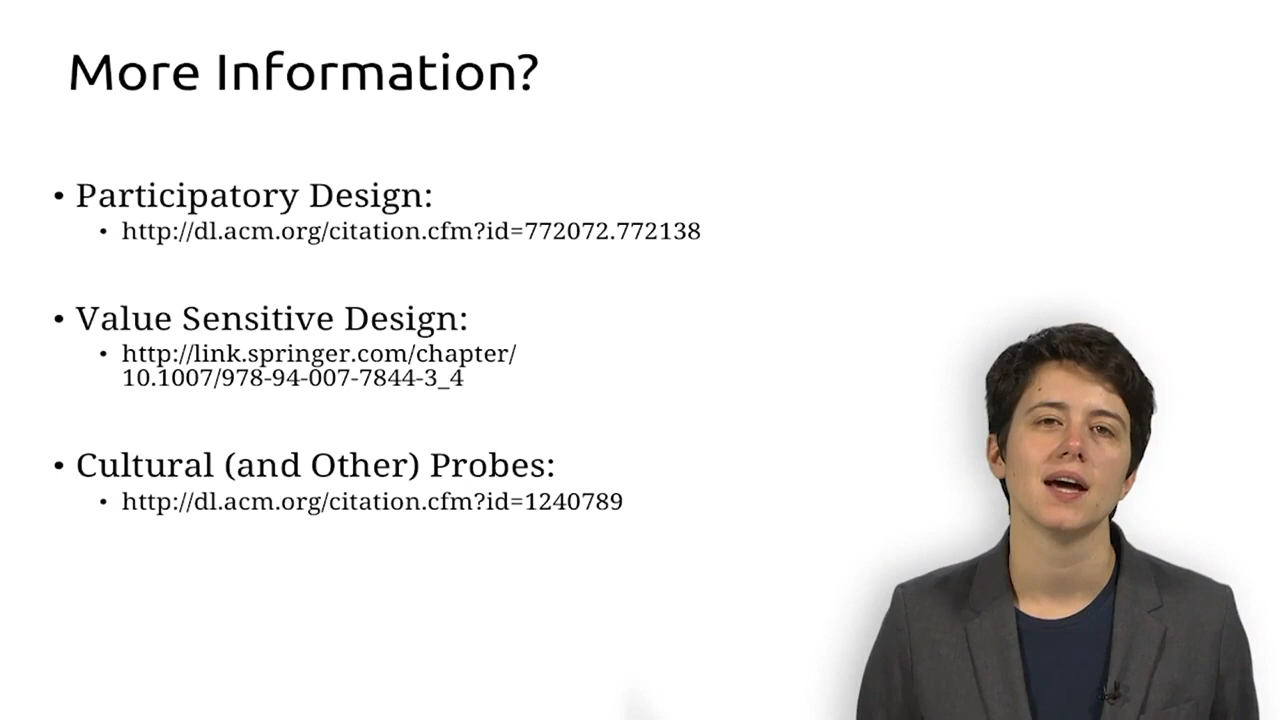 More Information?
• Participatory Design:
• http://dl.acm.org/citation.cfm?id=772072.772138
• Value Sensitive Design:
• http://link.springer.com/chapter/
10.1007/978-94-007-7844-3_4
• Cultural (and Other) Probes:
• http://dl.acm.org/citation.cfm?id=1240789